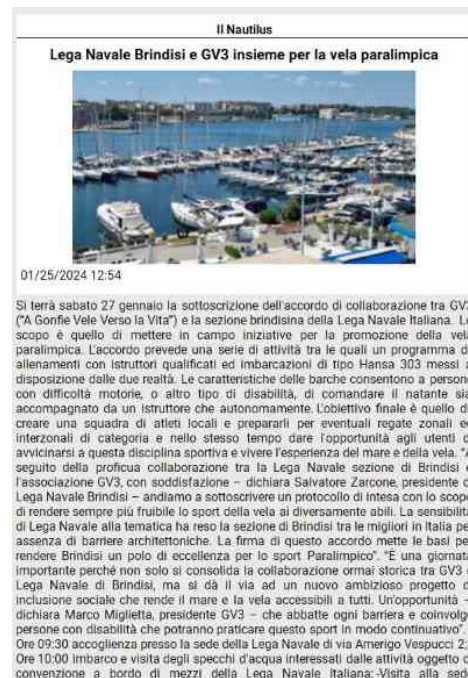 Il Nautilus
Lega Navale Brindisi e GV3 insieme per la vela paralimpica
01/25/2024 12:54
Si terrà sabato 27 gennaio la sottoscrizione dell'accordo di collaborazione tra GV3
("A Gonfie Vele Verso la Vita") e la sezione brindisina della Lega Navale Italiana. Lo
scopo è quello di mettere in campo iniziative per la promozione della vela
paralimpica. L'accordo prevede una serie di attività tra le quali un programma di
allenamenti con istruttori qualificati ed imbarcazioni di tipo Hansa 303 messi a
disposizione dalle due realtà. Le caratteristiche delle barche consentono a persone
con difficoltà motorie, o altro tipo di disabilità, di comandare il natante sia
accompagnato da un istruttore che autonomamente. L'obiettivo finale è quello di
creare una squadra di atleti locali e prepararli per eventuali regate zonali ed
interzonali di categoria e nello stesso tempo dare l'opportunità agli utenti di
avvicinarsi a questa disciplina sportiva e vivere l'esperienza del mare e della vela. "A
seguito della proficua collaborazione tra la Lega Navale sezione di Brindisi e
l'associazione GV3, con soddisfazione – dichiara Salvatore Zarcone, presidente di
Lega Navale Brindisi – andiamo a sottoscrivere un protocollo di intesa con lo scopo
di rendere sempre più fruibile lo sport della vela ai diversamente abili. La sensibilità
di Lega Navale alla tematica ha reso la sezione di Brindisi tra le migliori in Italia per
assenza di barriere architettoniche. La firma di questo accordo mette le basi per
rendere Brindisi un polo di eccellenza per lo sport Paralimpico". "È una giornata
importante perché non solo si consolida la collaborazione ormai storica tra GV3 e
Lega Navale di Brindisi, ma si dà il via ad un nuovo ambizioso progetto di
inclusione sociale che rende il mare e la vela accessibili a tutti. Un'opportunità –
dichiara Marco Miglietta, presidente GV3 – che abbatte ogni barriera e coinvolge
persone con disabilità che potranno praticare questo sport in modo continuativo".
Ore 09:30 accoglienza presso la sede della Lega Navale di via Amerigo Vespucci 2;
Ore 10:00 imbarco e visita degli specchi d'acqua interessati dalle attività oggetto di
convenzione a bordo di mezzi della Lega Navale Italiana; -Visita alla sede